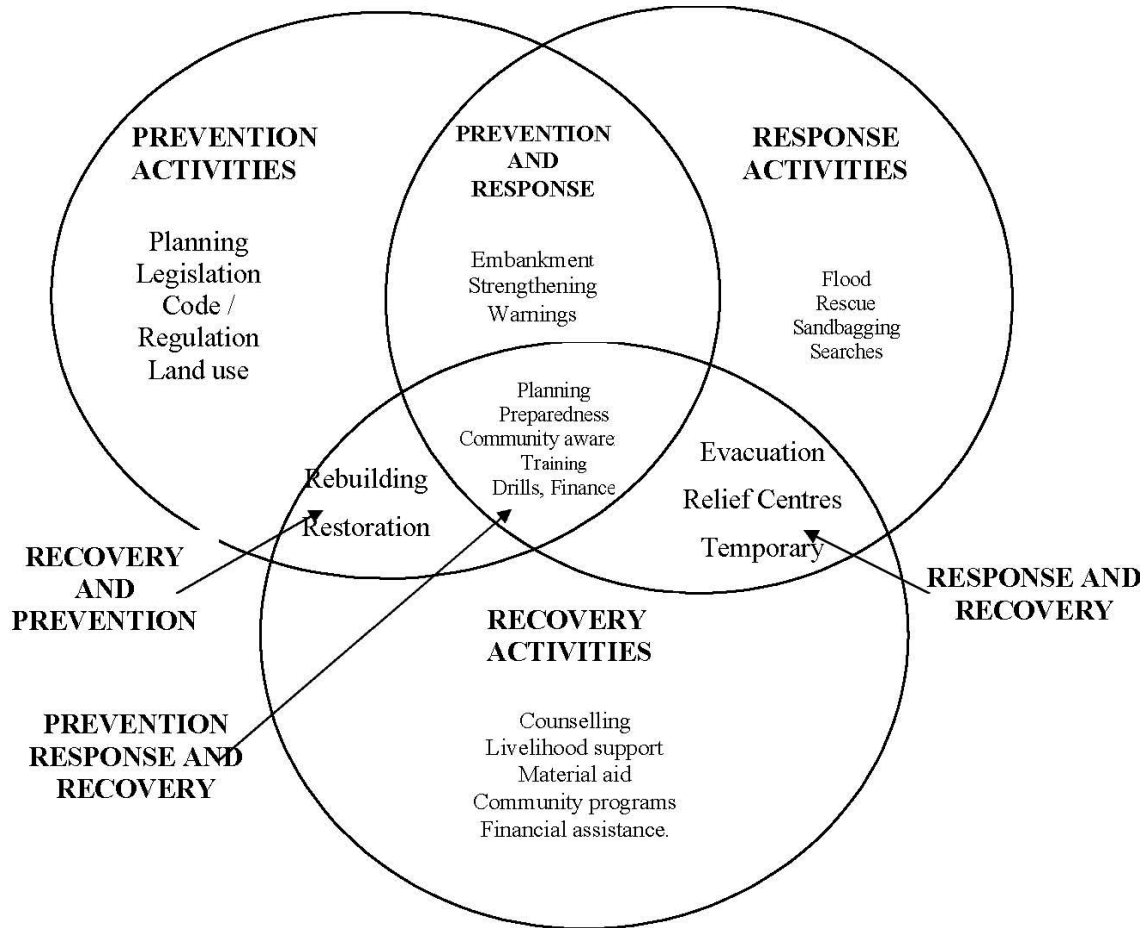 PREVENTION
ACTIVITIES
Planning
Legislation
Code /
Regulation
Land use
PREVENTION
AND
RESPONSE
Embankment
Strengthening
Warnings
RESPONSE
ACTIVITIES
Flood
Rescue
Sandbagging
Searches
Planning
Preparedness
Community aware
Training
Drills, Finance
Rebuilding
Restoration
Evacuation
Relief Centres
Temporary
RECOVERY
AND
PREVENTION
RESPONSE AND
RECOVERY
RECOVERY
ACTIVITIES
Counselling
Livelihood support
Material aid
Community programs
Financial assistance.
PREVENTION
RESPONSE AND
RECOVERY